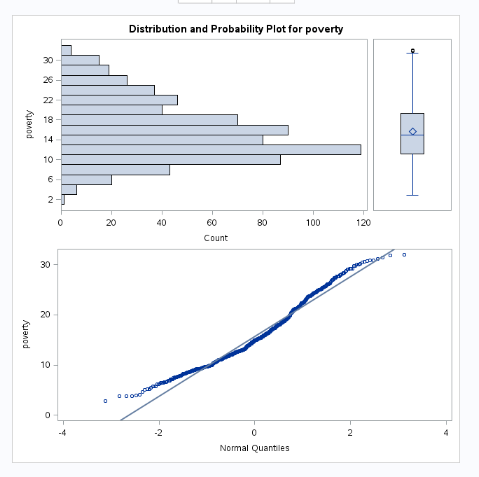 Distribution and Probability Plot for poverty
30
26
22
18
14
10
6
2
poverty
0 20 40 60 80 100 120
Count
30
20
10
0
poverty
-4 -2 0 2 4
Normal Quantiles